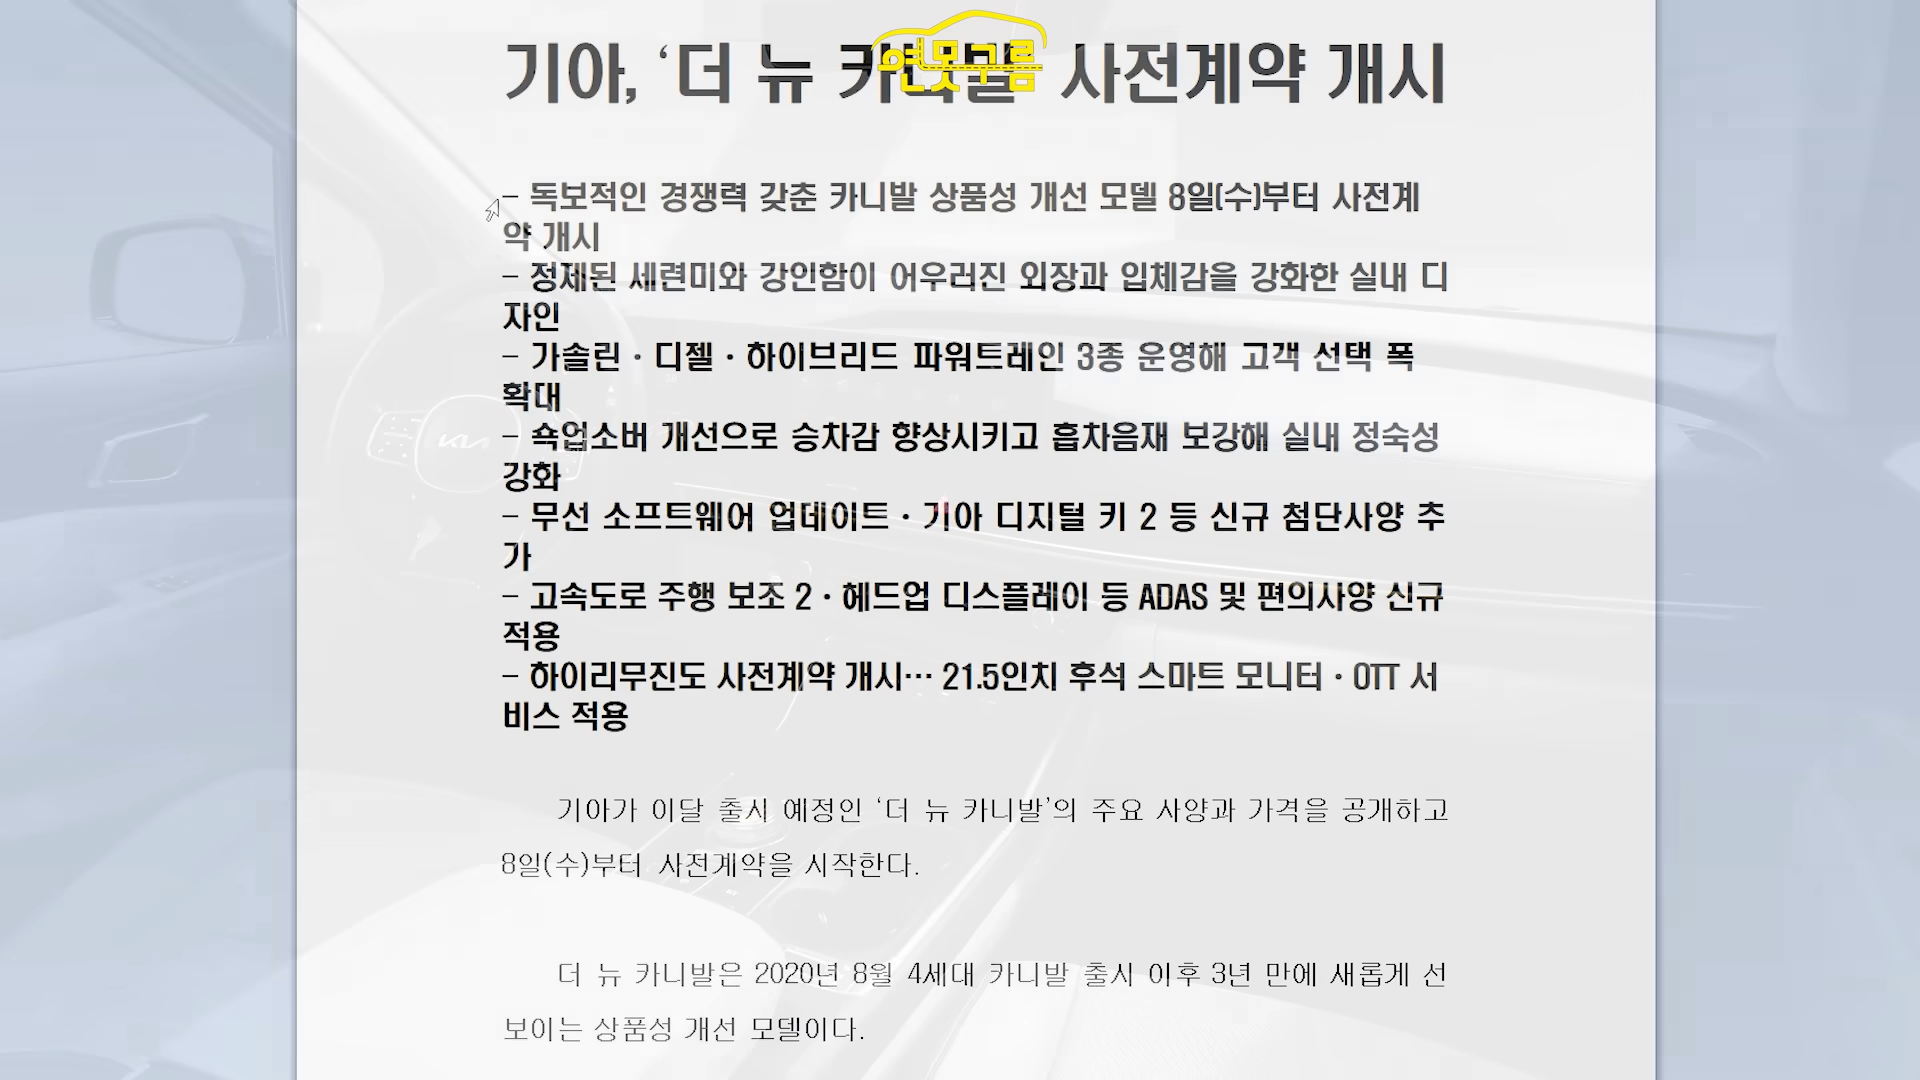 연못구름
기아, ‘더 뉴 카니발’ 사전계약 개시
- 독보적인 경쟁력 갖춘 카니발 상품성 개선 모델 8일(수)부터 사전계
약 개시
- 정제된 세련미와 강인함이 어우러진 외장과 입체감을 강화한 실내 디
자인
- 가솔린·디젤·하이브리드 파워트레인 3종 운영해 고객 선택 폭
확대
- 쇽업소버 개선으로 승차감 향상시키고 흡차음재 보강해 실내 정숙성
강화
- 무선 소프트웨어 업데이트·기아 디지털 키 2 등 신규 첨단사양 추
가
- 고속도로 주행 보조 2·헤드업 디스플레이 등 ADAS 및 편의사양 신규
적용
- 하이리무진도 사전계약 개시… 21.5인치 후석 스마트 모니터·OTT 서
비스 적용
기아가 이달 출시 예정인 ‘더 뉴 카니발’의 주요 사양과 가격을 공개하고
8일(수)부터 사전계약을 시작한다.
더 뉴 카니발은 2020년 8월 4세대 카니발 출시 이후 3년 만에 새롭게 선
보이는 상품성 개선 모델이다.